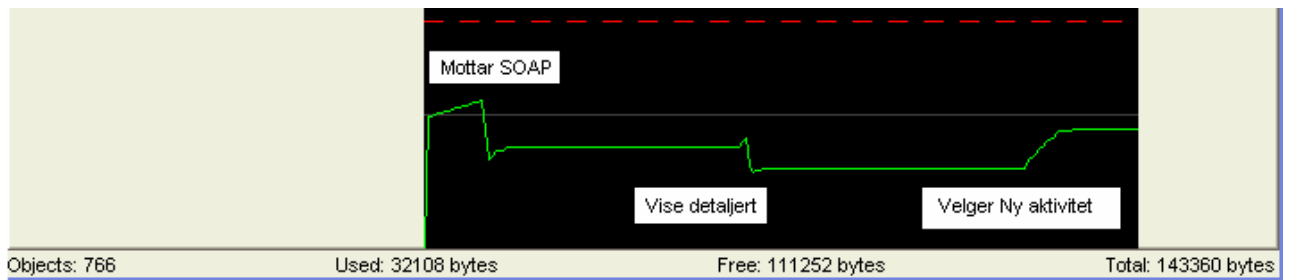 Mottar SOAP
Vise detaljert
Velger Ny aktivitet
Objects: 766 Used: 32108 bytes Free: 111252 bytes Total: 143360 bytes